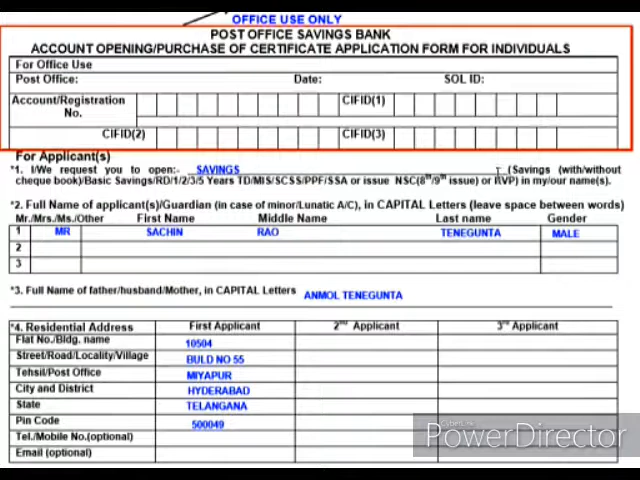 OFFICE USE ONLY
POST OFFICE SAVINGS BANK
ACCOUNT OPENING/PURCHASE OF CERTIFICATE APPLICATION FORM FOR INDIVIDUALS
For Office Use
Post Office: Date: SOL ID:
Account/Registration No. CIFID(1)
CIFID(2) CIFID(3)
For Applicant(s)
*1. I/We request you to open:- SAVINGS (Savings (with/without
cheque book)/Basic Savings/RD/1/2/3/5 Years TD/MIS/SCSS/PPF/SSA or issue NSC(8th/9th issue) or RVP) in my/our name(s).
*2. Full Name of applicant(s)/Guardian (in case of minor/Lunatic A/C), in CAPITAL Letters (leave space between words)
Mr./Mrs./Ms./Other First Name Middle Name Last name Gender
1 MR SACHIN RAO TENEGUNTA MALE
2
3
*3. Full Name of father/husband/Mother, in CAPITAL Letters ANMOL TENEGUNTA
*4. Residential Address First Applicant 2nd Applicant 3rd Applicant
Flat No./Bldg. name 10504
Street/Road/Locality/Village BULD NO 55
Tehsil/Post Office MIYAPUR
City and District HYDERABAD
State TELANGANA
Pin Code 500049
Tel./Mobile No.(optional)
Email (optional)
PowerDirector